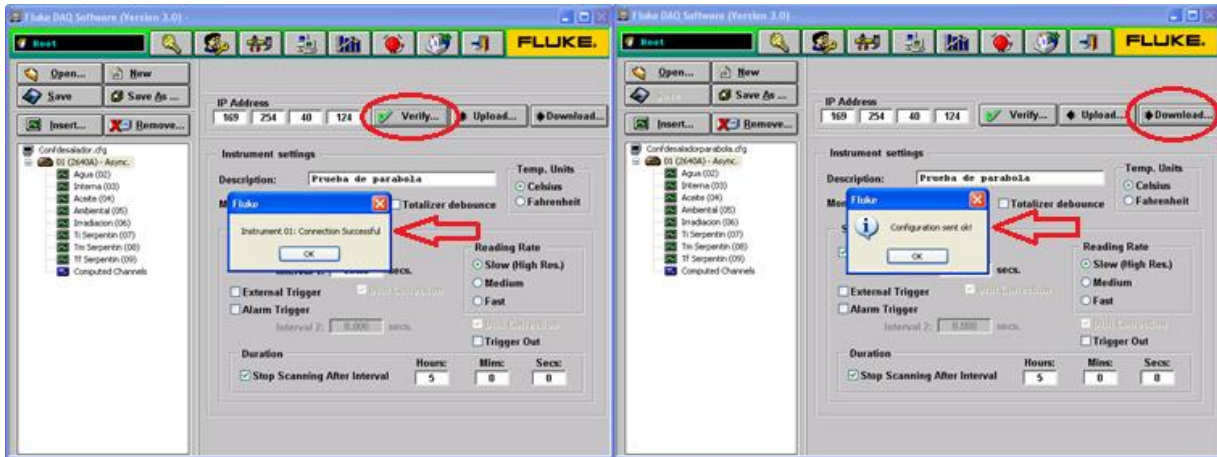 Fluke DAQ Software (Version 3.0) -
Root
FLUKE.
Open...
New
Save
Save As ...
Insert...
Remove...
IP Address
169 254 40 124
Verify...
Upload...
Download...
Confdesalador.cfg
01 (2640A) - Async.
Agua (02)
Interna (03)
Aceite (04)
Ambiental (05)
Irradiacion (06)
Ti Serpentin (07)
Tm Serpentin (08)
Tf Serpentin (09)
Computed Channels
Instrument settings
Description: Prueba de parabola
Temp. Units
Celsius
Fahrenheit
Totalizer debounce
Fluke
Instrument 01: Connection Successful
OK
secs.
Reading Rate
Slow (High Res.)
Medium
Fast
External Trigger
Alarm Trigger
Interval 2: 0.000 secs.
Trigger Out
Duration
Hours: Mins: Secs:
Stop Scanning After Interval 5 0 0
Fluke DAQ Software (Version 3.0) -
Root
FLUKE.
Open...
New
Save As ...
Insert...
Remove...
IP Address
169 254 40 124
Verify...
Upload...
Download...
Confdesaladorparabola.cfg
01 (2640A) - Async.
Agua (02)
Interna (03)
Aceite (04)
Ambiental (05)
Irradiacion (06)
Ti Serpentin (07)
Tm Serpentin (08)
Tf Serpentin (09)
Computed Channels
Instrument settings
Description: Prueba de parabola
Temp. Units
Celsius
Fahrenheit
Totalizer debounce
Fluke
Configuration sent ok!
OK
secs.
Reading Rate
Slow (High Res.)
Medium
Fast
External Trigger
Alarm Trigger
Interval 2: 0.000 secs.
Trigger Out
Duration
Hours: Mins: Secs:
Stop Scanning After Interval 5 0 0